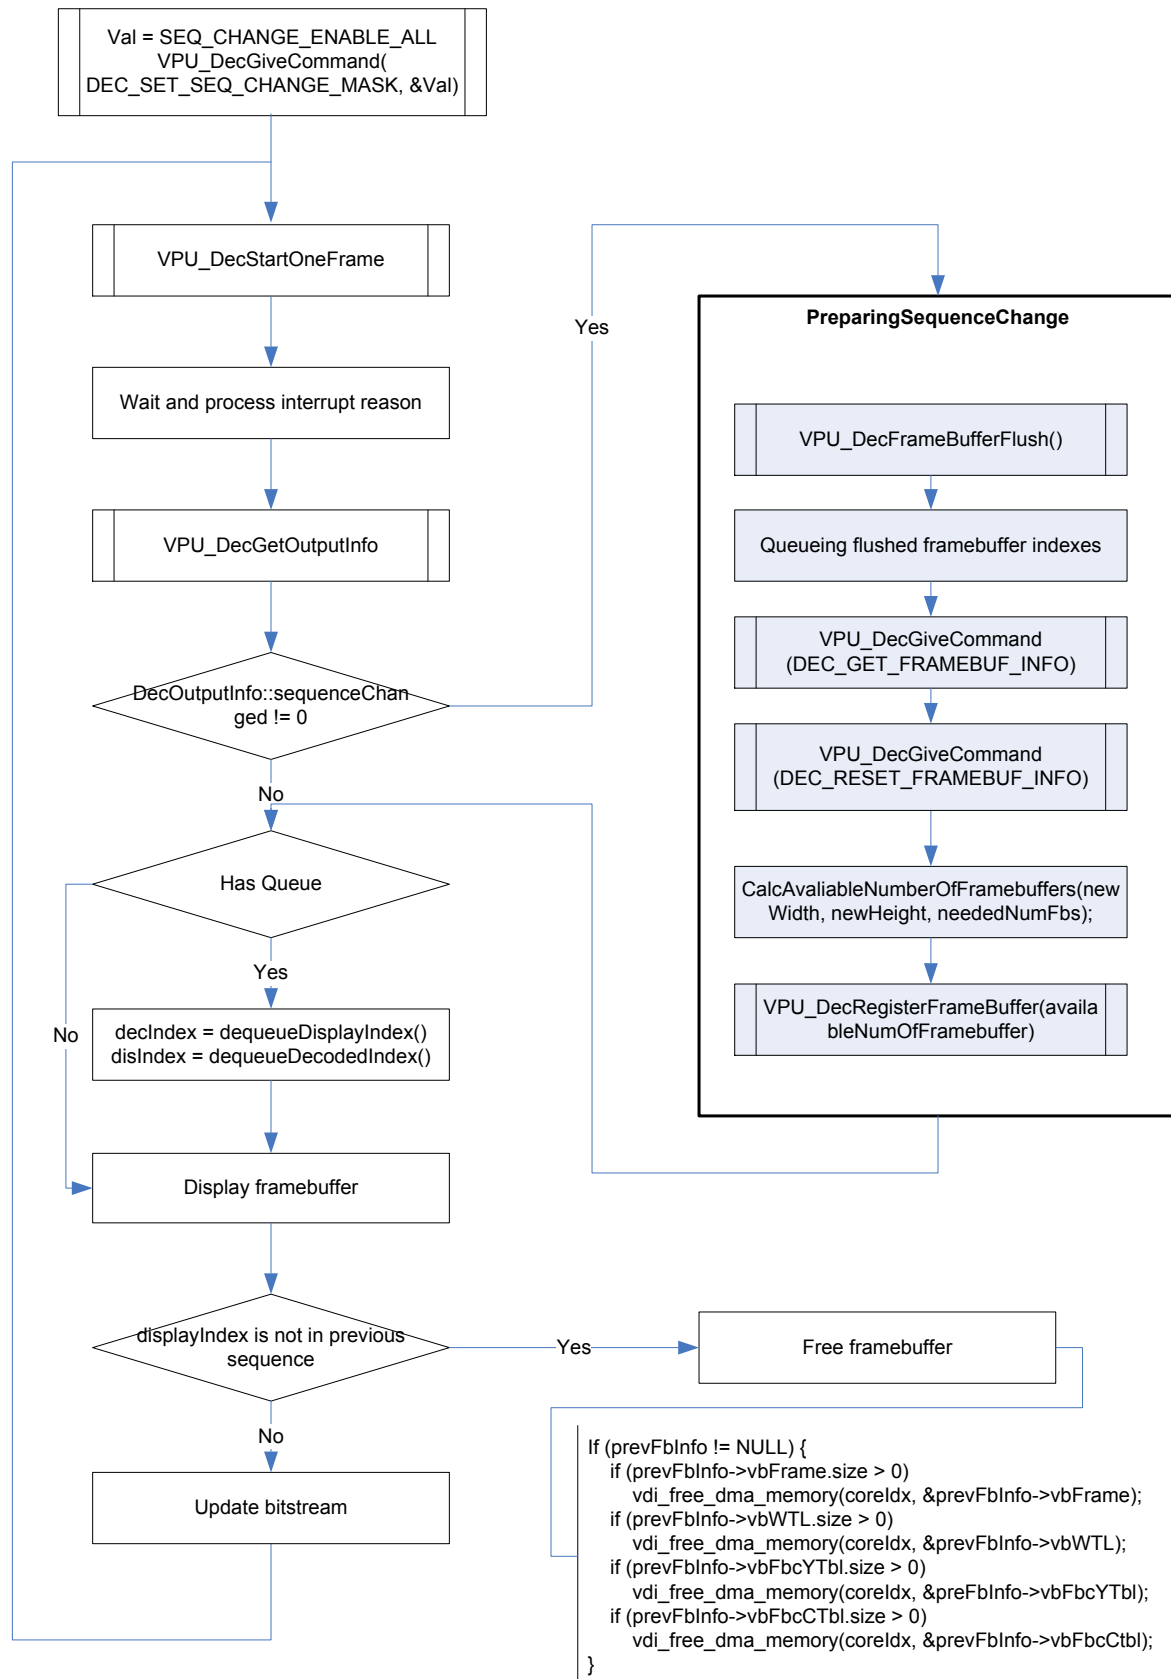 Val = SEQ_CHANGE_ENABLE_ALL
VPU_DecGiveCommand(
DEC_SET_SEQ_CHANGE_MASK, &Val)
VPU_DecStartOneFrame
Wait and process interrupt reason
VPU_DecGetOutputInfo
DecOutputInfo::sequenceChan
ged != 0
Yes
No
PreparingSequenceChange
VPU_DecFrameBufferFlush()
Queueing flushed framebuffer indexes
VPU_DecGiveCommand
(DEC_GET_FRAMEBUF_INFO)
VPU_DecGiveCommand
(DEC_RESET_FRAMEBUF_INFO)
CalcAvaliableNumberOfFramebuffers(new
Width, newHeight, neededNumFbs);
VPU_DecRegisterFrameBuffer(availa
bleNumOfFramebuffer)
Has Queue
Yes
No
decIndex = dequeueDisplayIndex()
disIndex = dequeueDecodedIndex()
Display framebuffer
displayIndex is not in previous
sequence
Yes
Free framebuffer
No
Update bitstream
If (prevFbInfo != NULL) {
if (prevFbInfo->vbFrame.size > 0)
vdi_free_dma_memory(coreIdx, &prevFbInfo->vbFrame);
if (prevFbInfo->vbWTL.size > 0)
vdi_free_dma_memory(coreIdx, &prevFbInfo->vbWTL);
if (prevFbInfo->vbFbcYTbl.size > 0)
vdi_free_dma_memory(coreIdx, &preFbInfo->vbFbcYTbl);
if (prevFbInfo->vbFbcCTbl.size > 0)
vdi_free_dma_memory(coreIdx, &prevFbInfo->vbFbcCtbl);
}